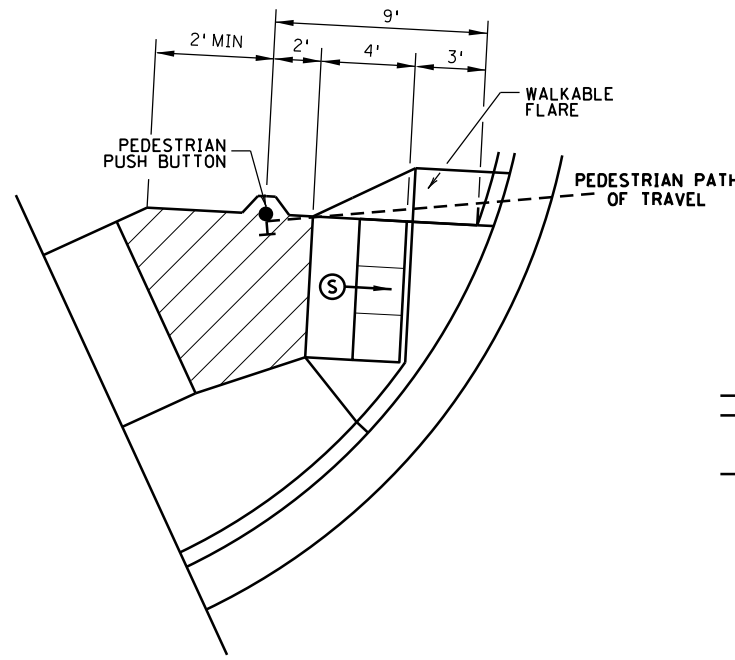 9'
2' MIN
2'
4'
3'
WALKABLE
FLARE
PEDESTRIAN
PUSH BUTTON
PEDESTRIAN PATH
OF TRAVEL
S